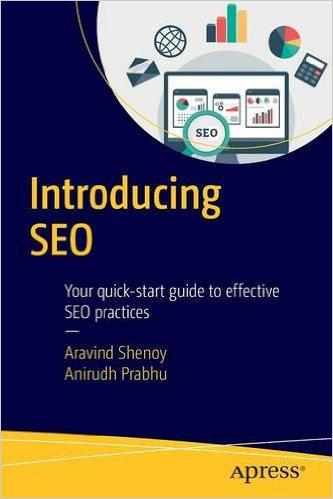 SEO
Introducing
SEO
Your quick-start guide to effective
SEO practices
Aravind Shenoy
Anirudh Prabhu
Apress®